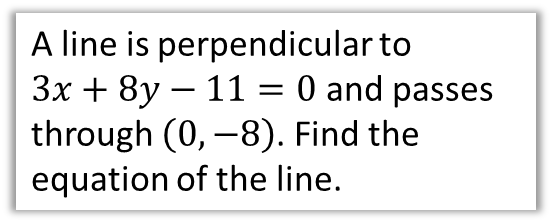 A line is perpendicular to
3x + 8y − 11 = 0 and passes
through (0, −8). Find the
equation of the line.